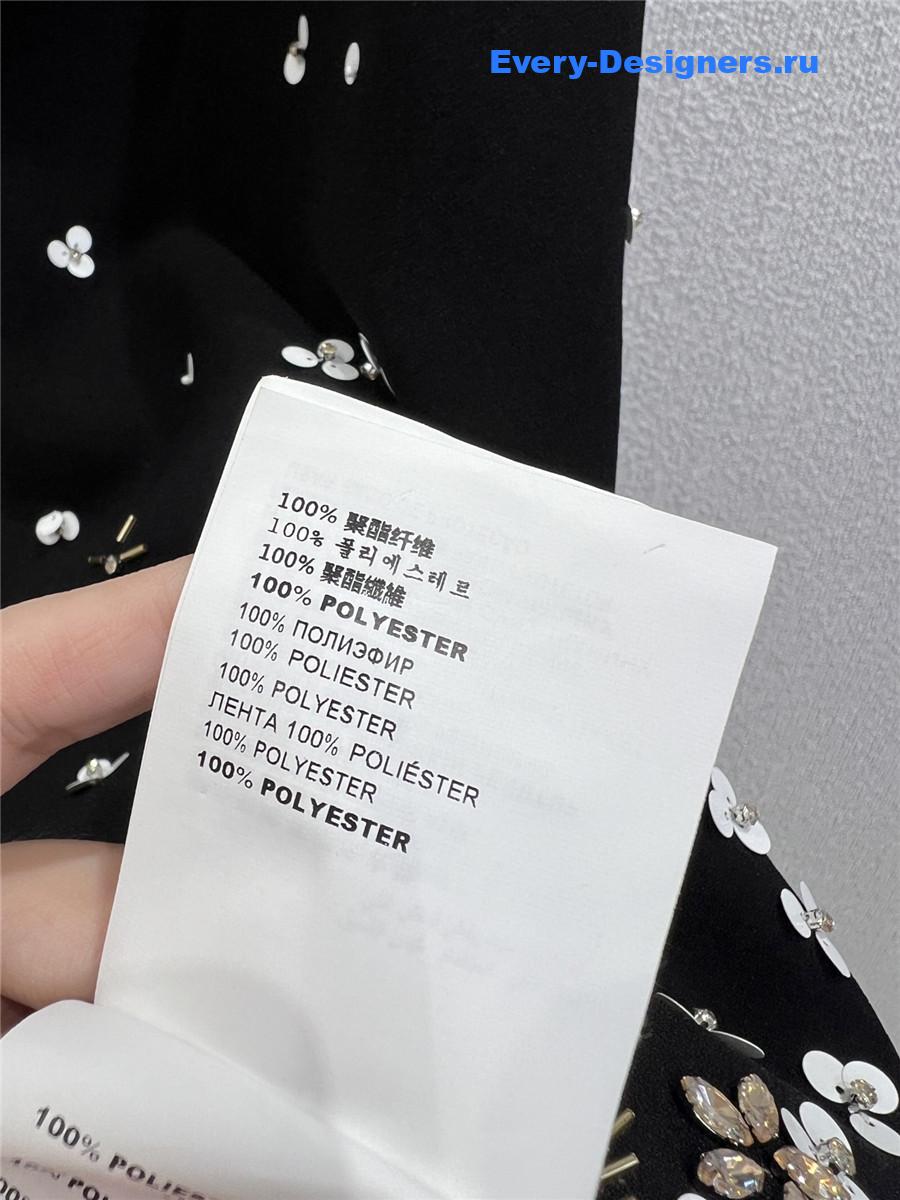 Every-Designers.ru
100% 聚酯纤维
100% 폴리에스테르
100% 聚酯纖維
100% POLYESTER
100% ПОЛИЭФИР
100% POLIESTER
100% POLYESTER
ЛЕНТА 100% POLIÉSTER
100% POLYESTER
100% POLYESTER
100% POLIES